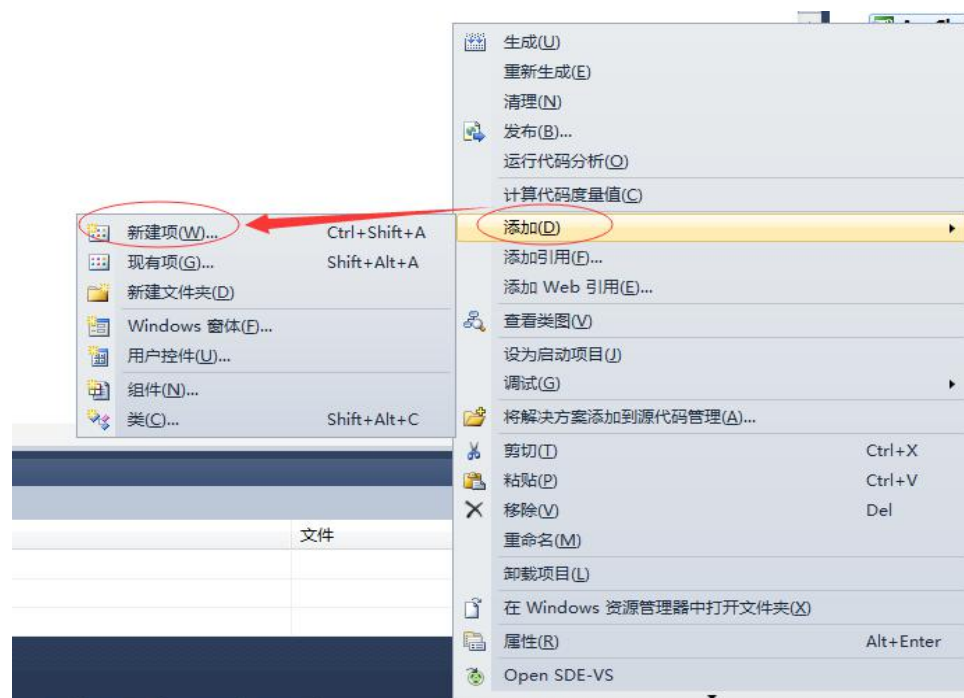 生成(U)
重新生成(E)
清理(N)
发布(B)...
运行代码分析(O)
计算代码度量值(C)
添加(D)
添加引用(F)...
添加 Web 引用(E)...
查看类图(V)
设为启动项目(J)
调试(G)
将解决方案添加到源代码管理(A)...
剪切(T) Ctrl+X
粘贴(P) Ctrl+V
移除(V) Del
重命名(M)
卸载项目(L)
在 Windows 资源管理器中打开文件夹(X)
属性(R) Alt+Enter
Open SDE-VS
新建项(W)... Ctrl+Shift+A
现有项(G)... Shift+Alt+A
新建文件夹(D)
Windows 窗体(F)...
用户控件(U)...
组件(N)...
类(C)... Shift+Alt+C
文件